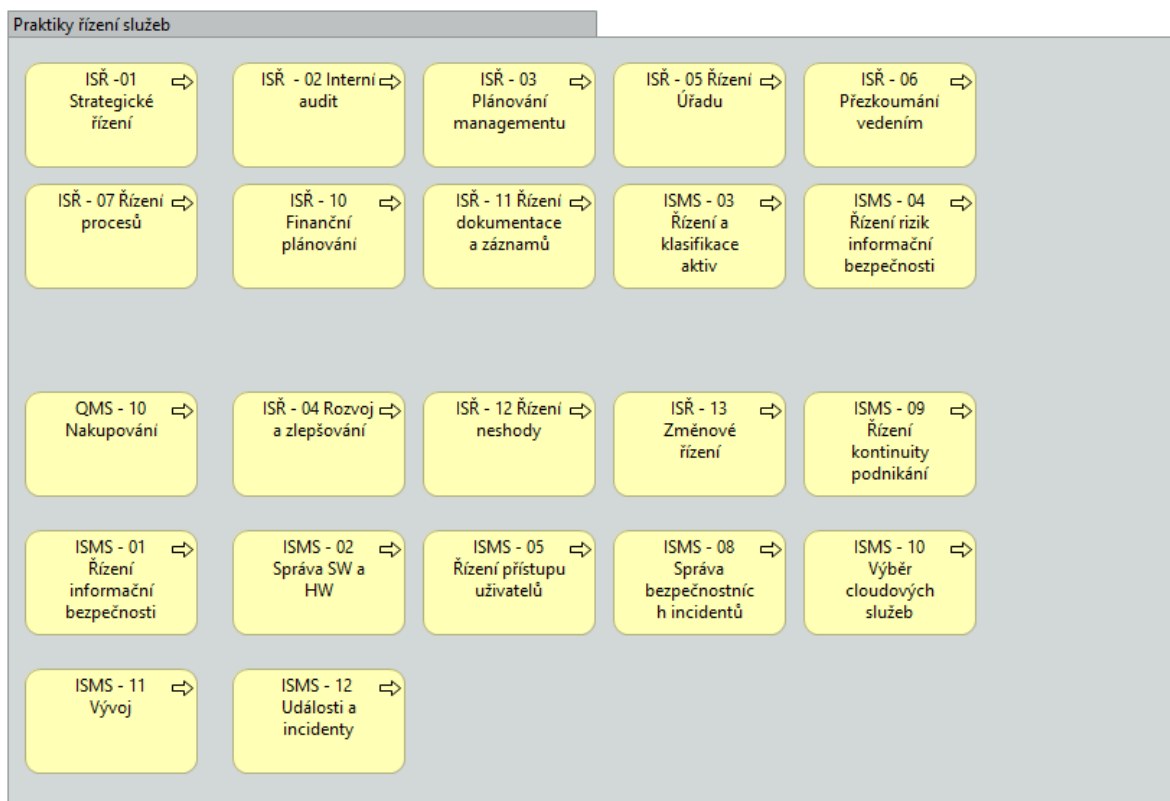 Praktiky řízení služeb
ISŘ -01
Strategické
řízení
ISŘ - 02 Interní
audit
ISŘ - 03
Plánování
managementu
ISŘ - 05 Řízení
Úřadu
ISŘ - 06
Přezkoumání
vedením
ISŘ - 07 Řízení
procesů
ISŘ - 10
Finanční
plánování
ISŘ - 11 Řízení
dokumentace
a záznamů
ISMS - 03
Řízení a
klasifikace
aktiv
ISMS - 04
Řízení rizik
informační
bezpečnosti
QMS - 10
Nakupování
ISŘ - 04 Rozvoj
a zlepšování
ISŘ - 12 Řízení
neshody
ISŘ - 13
Změnové
řízení
ISMS - 09
Řízení
kontinuity
podnikání
ISMS - 01
Řízení
informační
bezpečnosti
ISMS - 02
Správa SW a
HW
ISMS - 05
Řízení přístupu
uživatelů
ISMS - 08
Správa
bezpečnostníc
h incidentů
ISMS - 10
Výběr
cloudových
služeb
ISMS - 11
Vývoj
ISMS - 12
Události a
incidenty